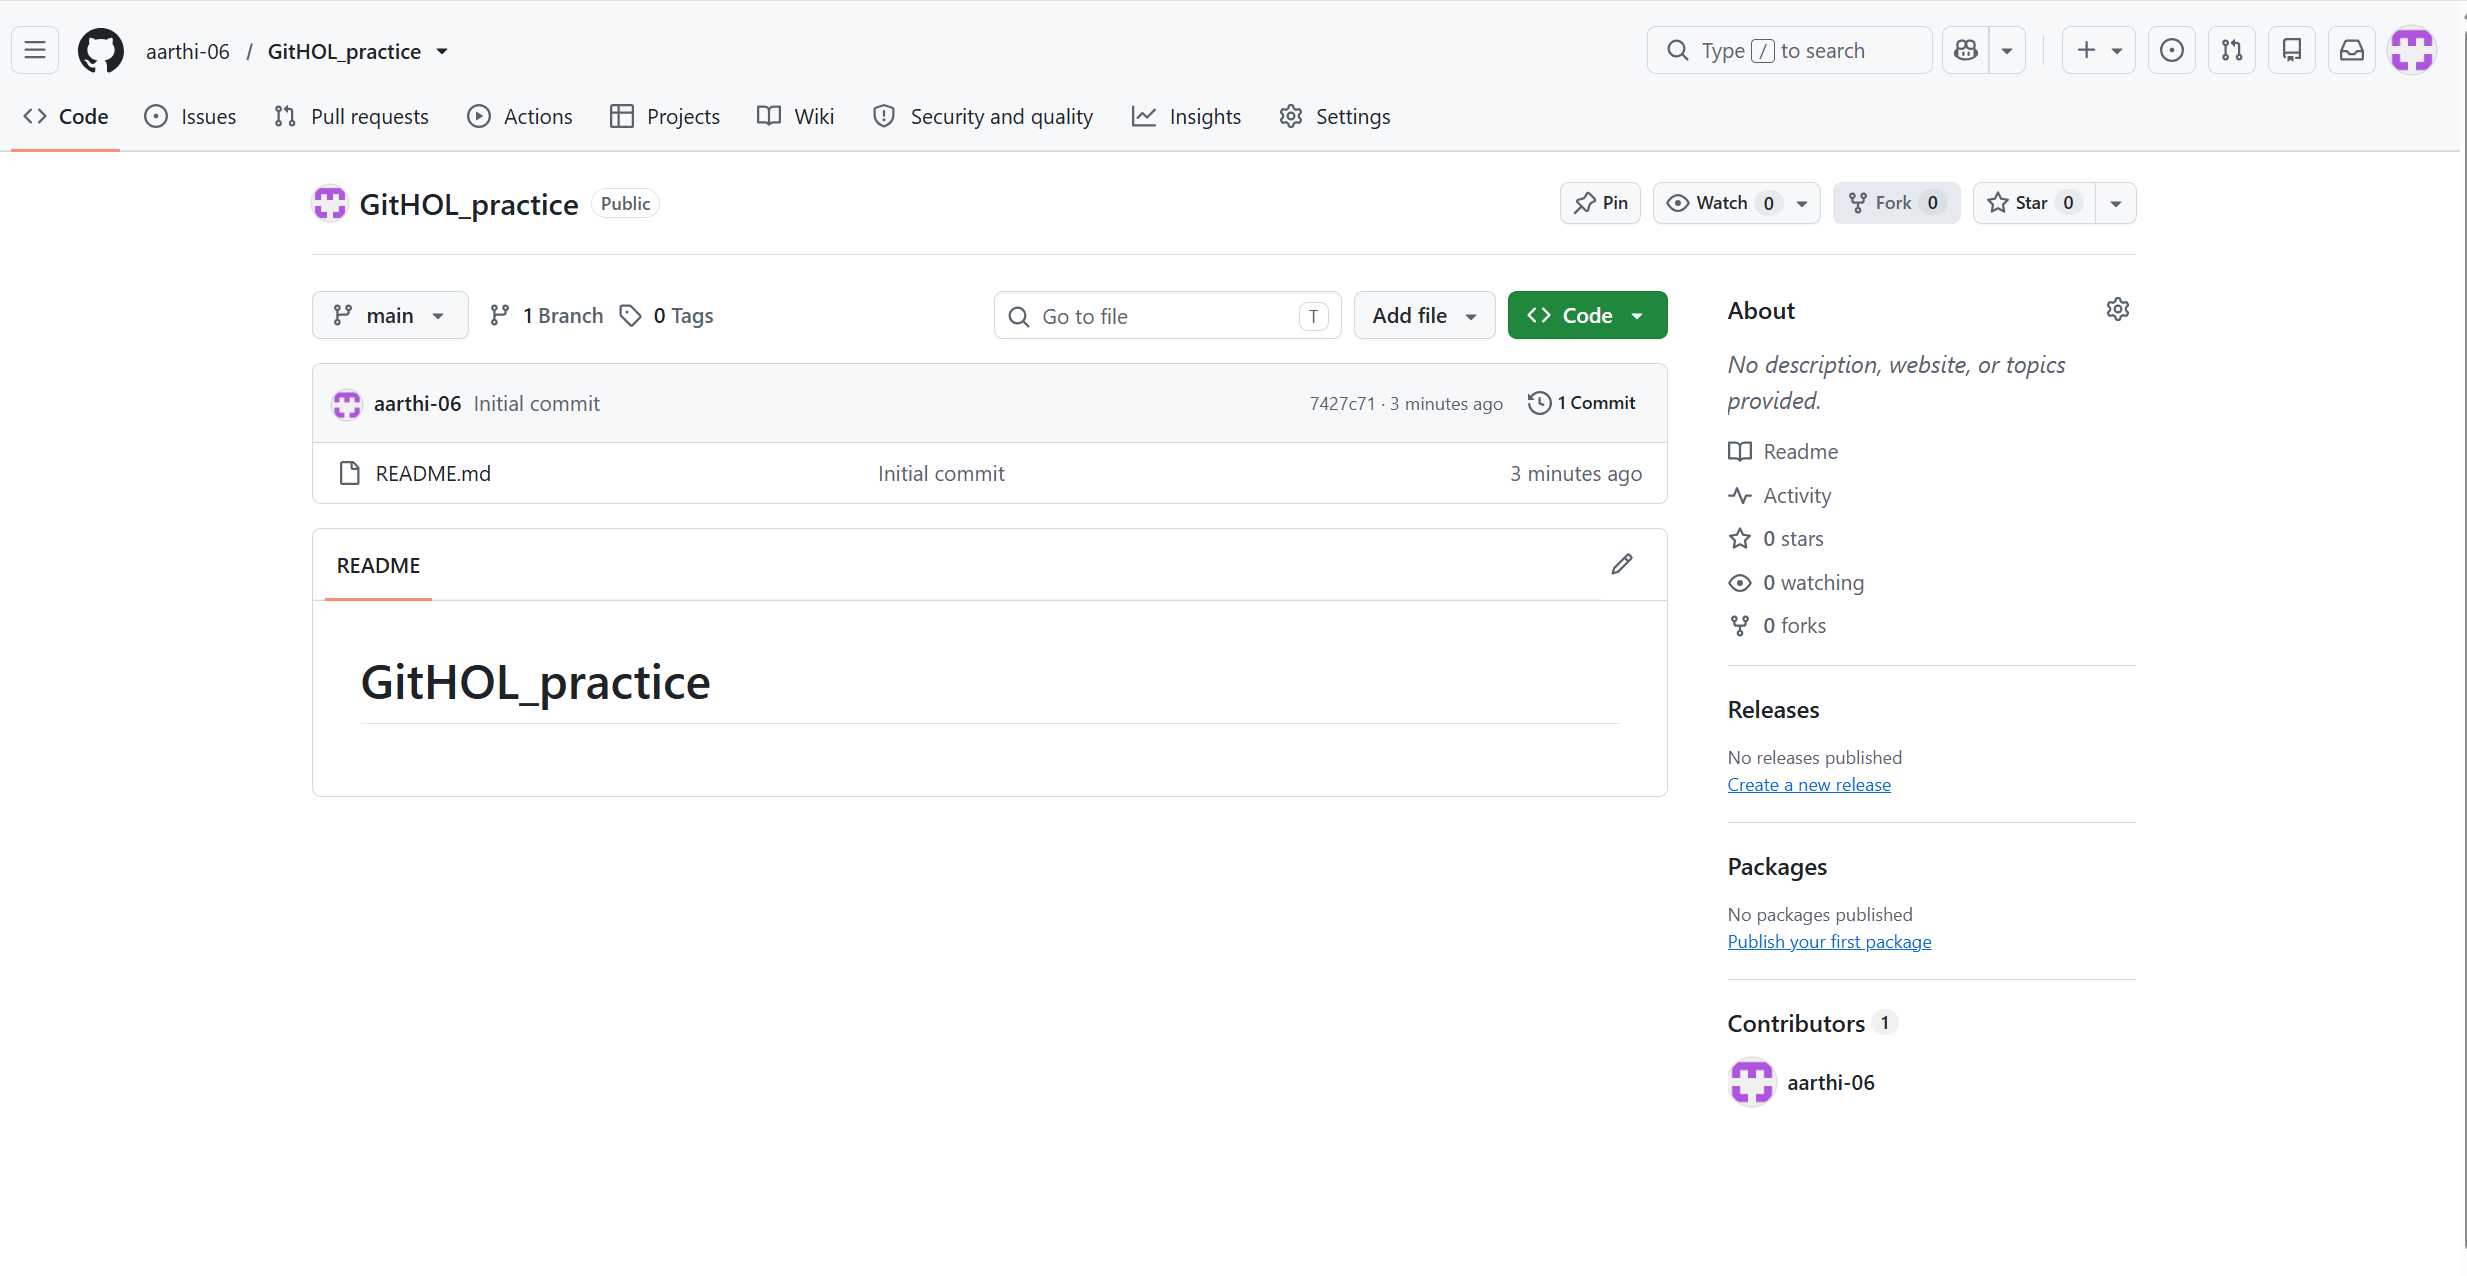 aarthi-06 / GitHOL_practice
Type / to search
Code Issues Pull requests Actions Projects Wiki Security and quality Insights Settings
GitHOL_practice Public
Pin Watch 0 Fork 0 Star 0
main 1 Branch 0 Tags Go to file T Add file Code
aarthi-06 Initial commit 7427c71 · 3 minutes ago 1 Commit
README.md Initial commit 3 minutes ago
README
GitHOL_practice
About
No description, website, or topics
provided.
Readme
Activity
0 stars
0 watching
0 forks
Releases
No releases published
Create a new release
Packages
No packages published
Publish your first package
Contributors 1
aarthi-06